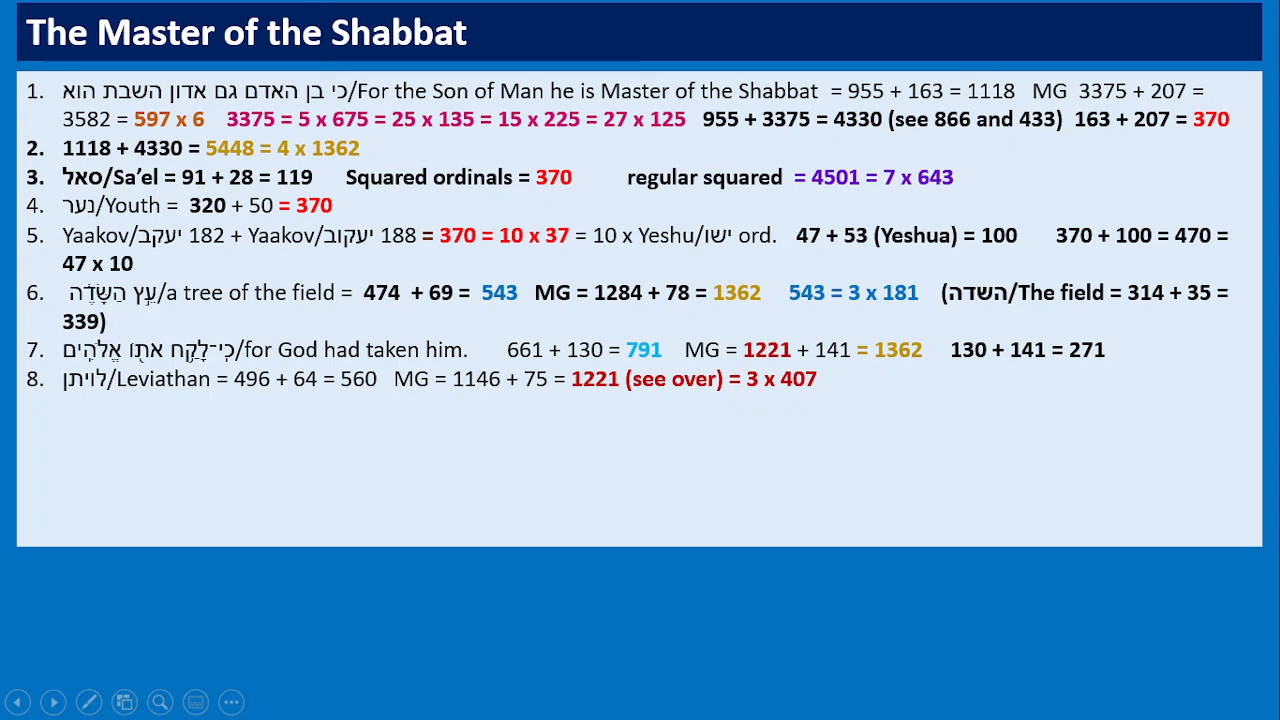 The Master of the Shabbat
1. כי בן האדם גם אדון השבת הוא/For the Son of Man he is Master of the Shabbat = 955 + 163 = 1118 MG 3375 + 207 =
3582 = 597 x 6 3375 = 5 x 675 = 25 x 135 = 15 x 225 = 27 x 125 955 + 3375 = 4330 (see 866 and 433) 163 + 207 = 370
2. 1118 + 4330 = 5448 = 4 x 1362
3. סאל/Sa’el = 91 + 28 = 119 Squared ordinals = 370 regular squared = 4501 = 7 x 643
4. נער/Youth = 320 + 50 = 370
5. Yaakov/יעקב 182 + Yaakov/יעקוב 188 = 370 = 10 x 37 = 10 x Yeshu/ישו ord. 47 + 53 (Yeshua) = 100 370 + 100 = 470 =
47 x 10
6. עֵ֣ץ הַשָּׂדֶ֔ה/a tree of the field = 474 + 69 = 543 MG = 1284 + 78 = 1362 543 = 3 x 181 (השדה/The field = 314 + 35 =
339)
7. כִּֽי־לָקַ֥ח אֹת֖וֹ אֱלֹהִֽים/for God had taken him. 661 + 130 = 791 MG = 1221 + 141 = 1362 130 + 141 = 271
8. לויתן/Leviathan = 496 + 64 = 560 MG = 1146 + 75 = 1221 (see over) = 3 x 407